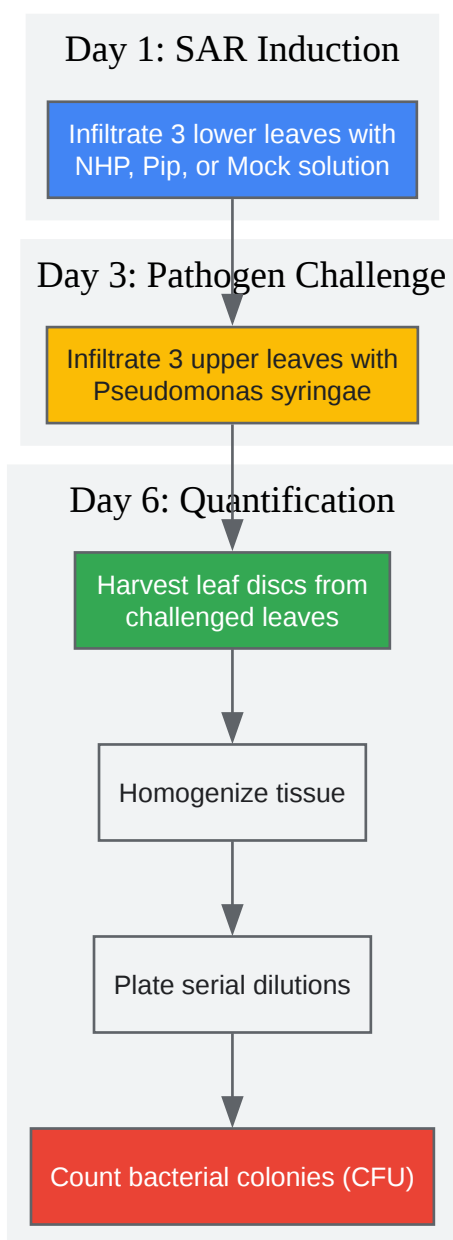 Day 1: SAR Induction
Infiltrate 3 lower leaves with
NHP, Pip, or Mock solution
Day 3: Pathogen Challenge
Infiltrate 3 upper leaves with
Pseudomonas syringae
Day 6: Quantification
Harvest leaf discs from
challenged leaves
Homogenize tissue
Plate serial dilutions
Count bacterial colonies (CFU)